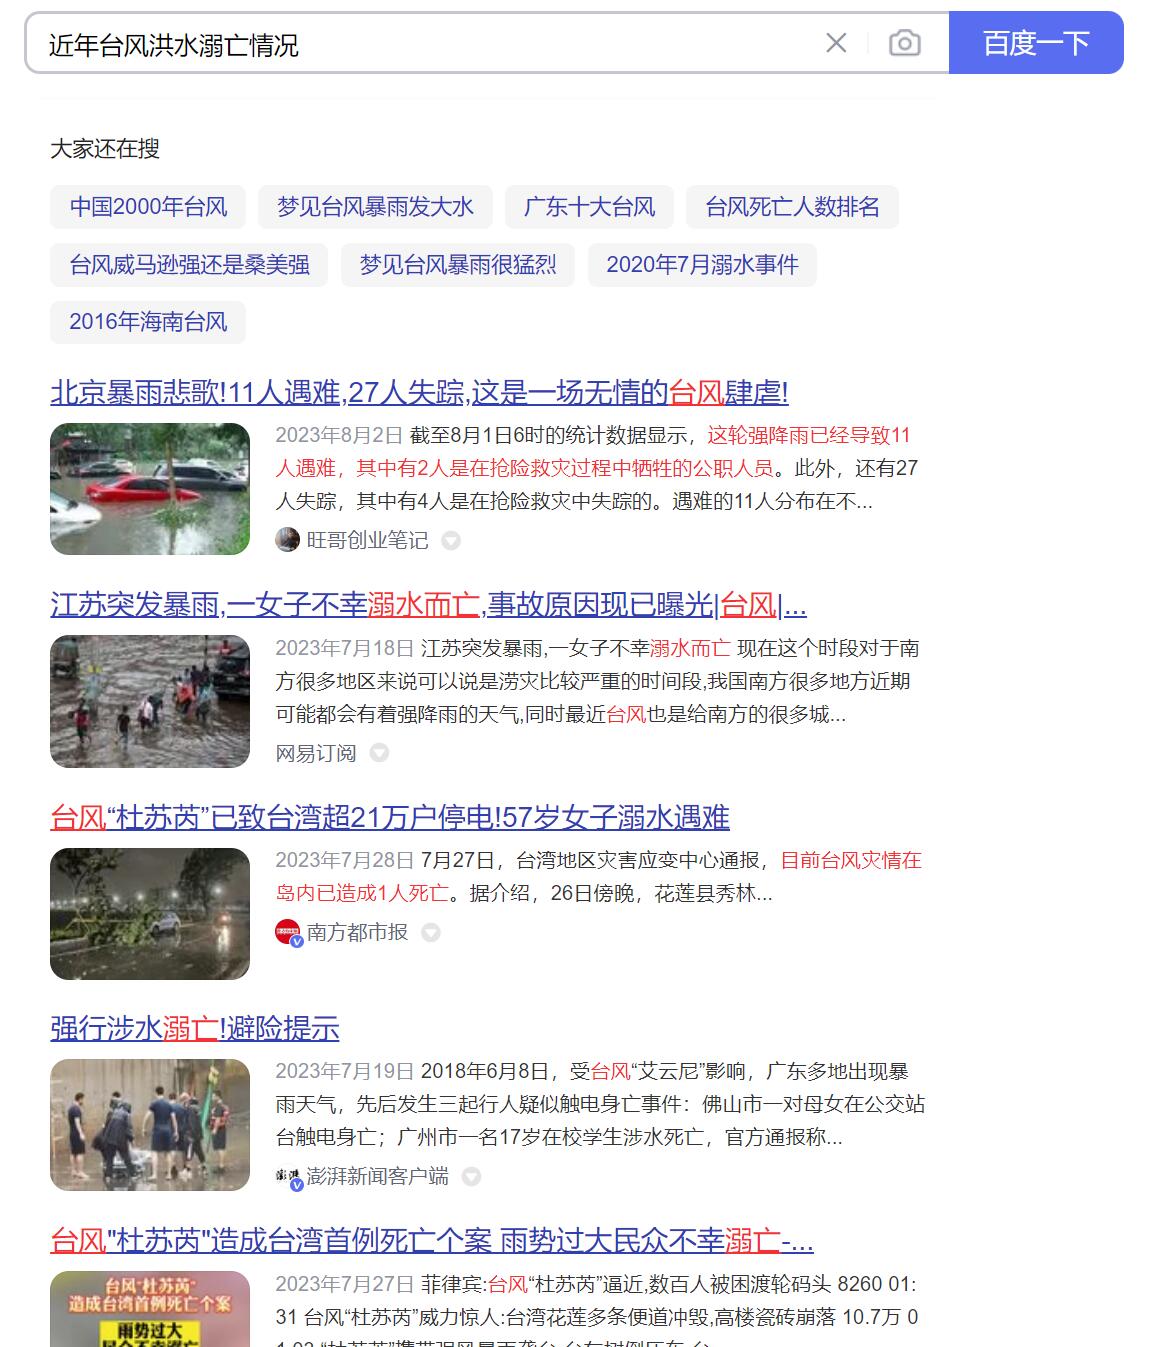 近年台风洪水溺亡情况
百度一下
大家还在搜
中国2000年台风 梦见台风暴雨发大水 广东十大台风 台风死亡人数排名
台风威马逊强还是桑美强 梦见台风暴雨很猛烈 2020年7月溺水事件
2016年海南台风
北京暴雨悲歌!11人遇难,27人失踪,这是一场无情的台风肆虐!
2023年8月2日 截至8月1日6时的统计数据显示，这轮强降雨已经导致11
人遇难，其中有2人是在抢险救灾过程中牺牲的公职人员。此外，还有27
人失踪，其中有4人是在抢险救灾中失踪的。遇难的11人分布在不...
旺哥创业笔记
江苏突发暴雨,一女子不幸溺水而亡,事故原因现已曝光|台风|...
2023年7月18日 江苏突发暴雨,一女子不幸溺水而亡 现在这个时段对于南
方很多地区来说可以说是涝灾比较严重的时间段,我国南方很多地方近期
可能都会有着强降雨的天气,同时最近台风也是给南方的很多城...
网易订阅
台风“杜苏芮”已致台湾超21万户停电!57岁女子溺水遇难
2023年7月28日 7月27日，台湾地区灾害应变中心通报，目前台风灾情在
岛内已造成1人死亡。据介绍，26日傍晚，花莲县秀林...
南方都市报
强行涉水溺亡!避险提示
2023年7月19日 2018年6月8日，受台风“艾云尼”影响，广东多地出现暴
雨天气，先后发生三起行人疑似触电身亡事件：佛山市一对母女在公交站
台触电身亡；广州市一名17岁在校学生涉水死亡，官方通报称...
澎湃
澎湃新闻客户端
台风"杜苏芮"造成台湾首例死亡个案 雨势过大民众不幸溺亡-...
台风“杜苏芮”
造成台湾首例死亡个案
雨势过大
2023年7月27日 菲律宾:台风“杜苏芮”逼近,数百人被困渡轮码头 8260 01:
31 台风“杜苏芮”威力惊人:台湾花莲多条便道冲毁,高楼瓷砖崩落 10.7万 0